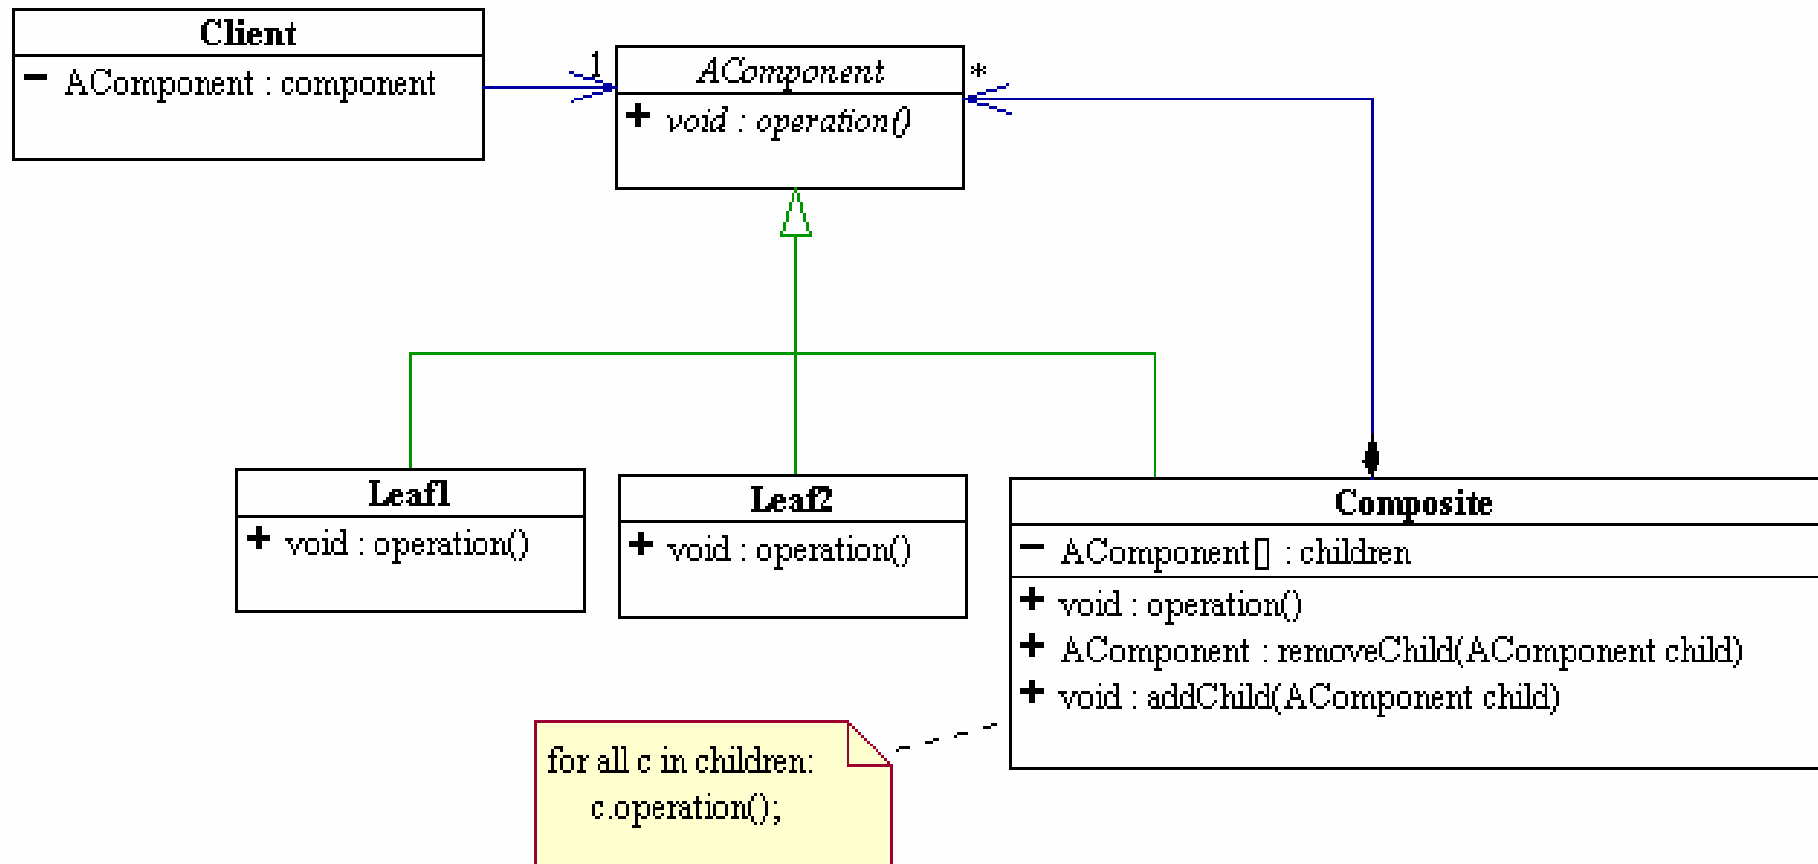 Client
- AComponent : component
1
AComponent
+ void : operation()
*
Leaf1
+ void : operation()
Leaf2
+ void : operation()
Composite
- AComponent[] : children
+ void : operation()
+ AComponent : removeChild(AComponent child)
+ void : addChild(AComponent child)
for all c in children:
c.operation();